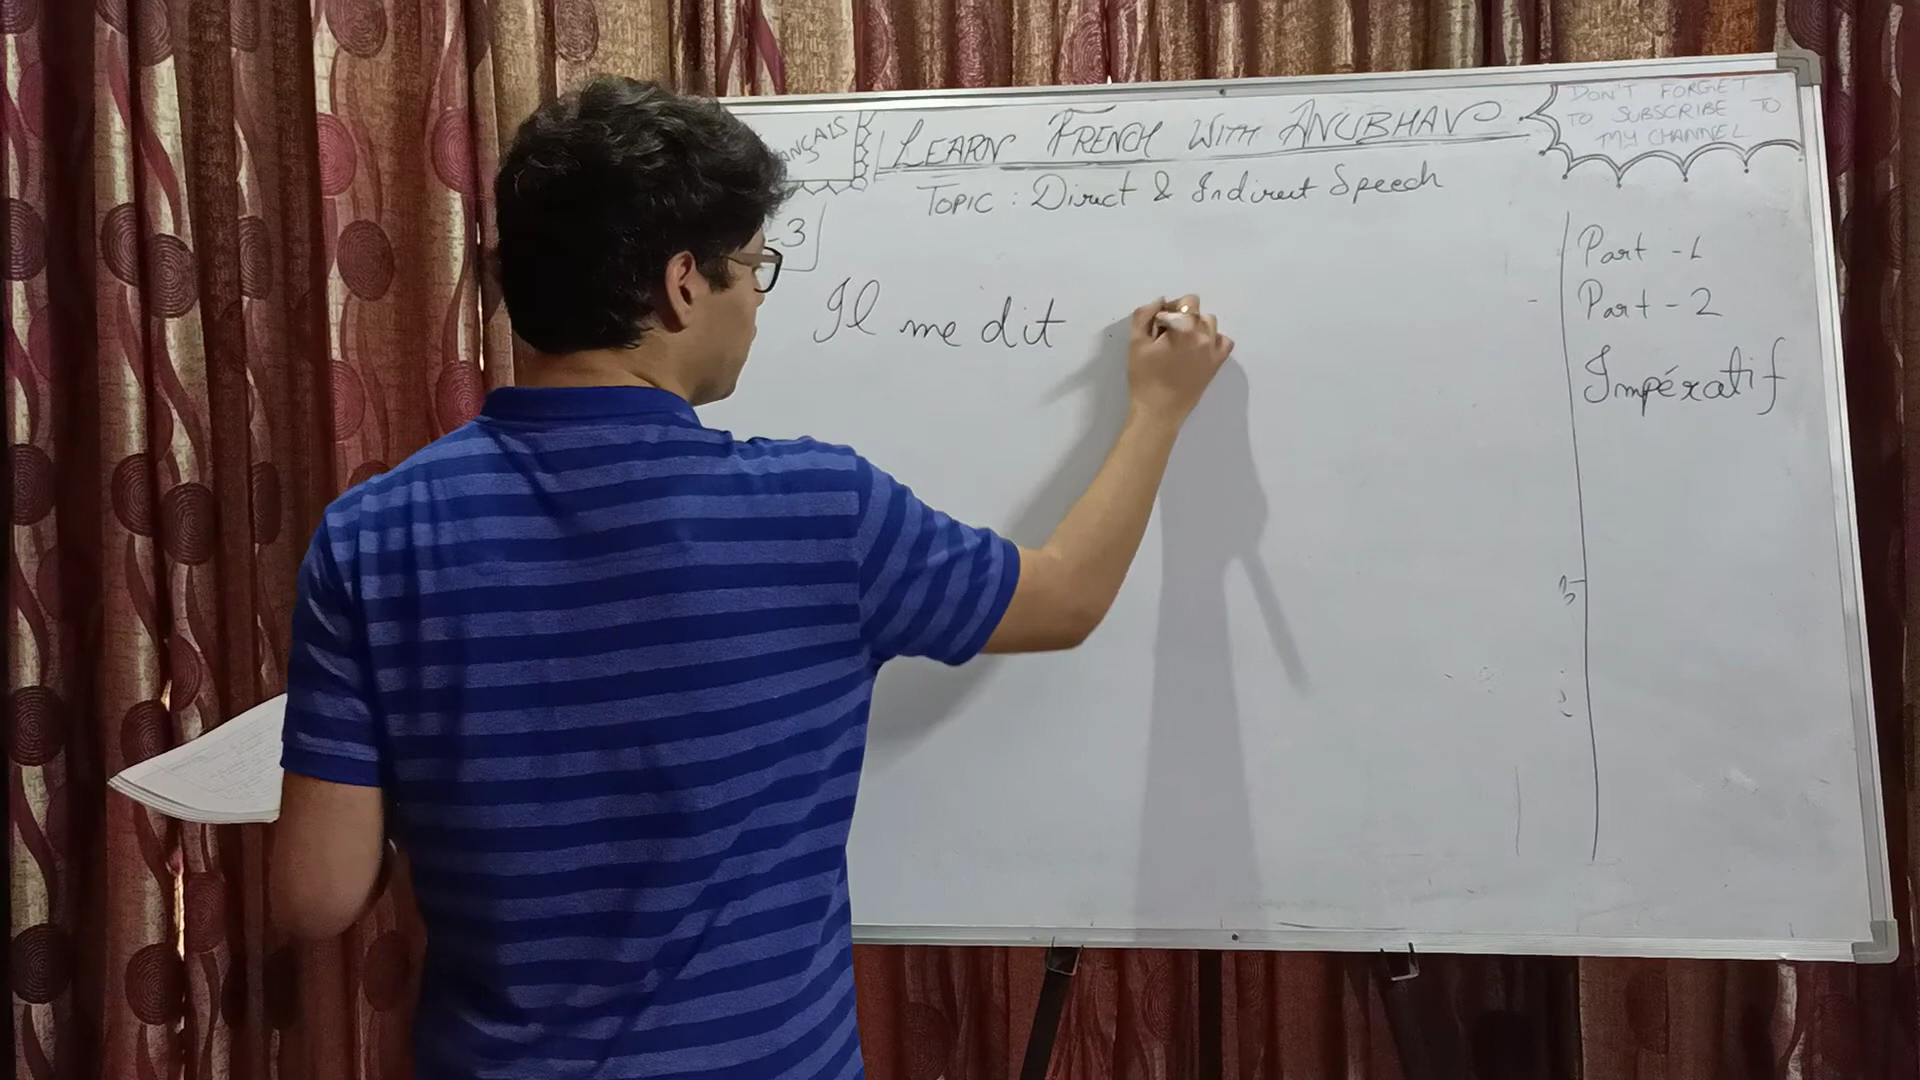 LEARN FRENCH WITH ANUBHAV
DON'T FORGET
TO SUBSCRIBE TO
MY CHANNEL
TOPIC : Direct & Indirect Speech
-3
Il me dit
Part - 1
Part - 2
Impératif